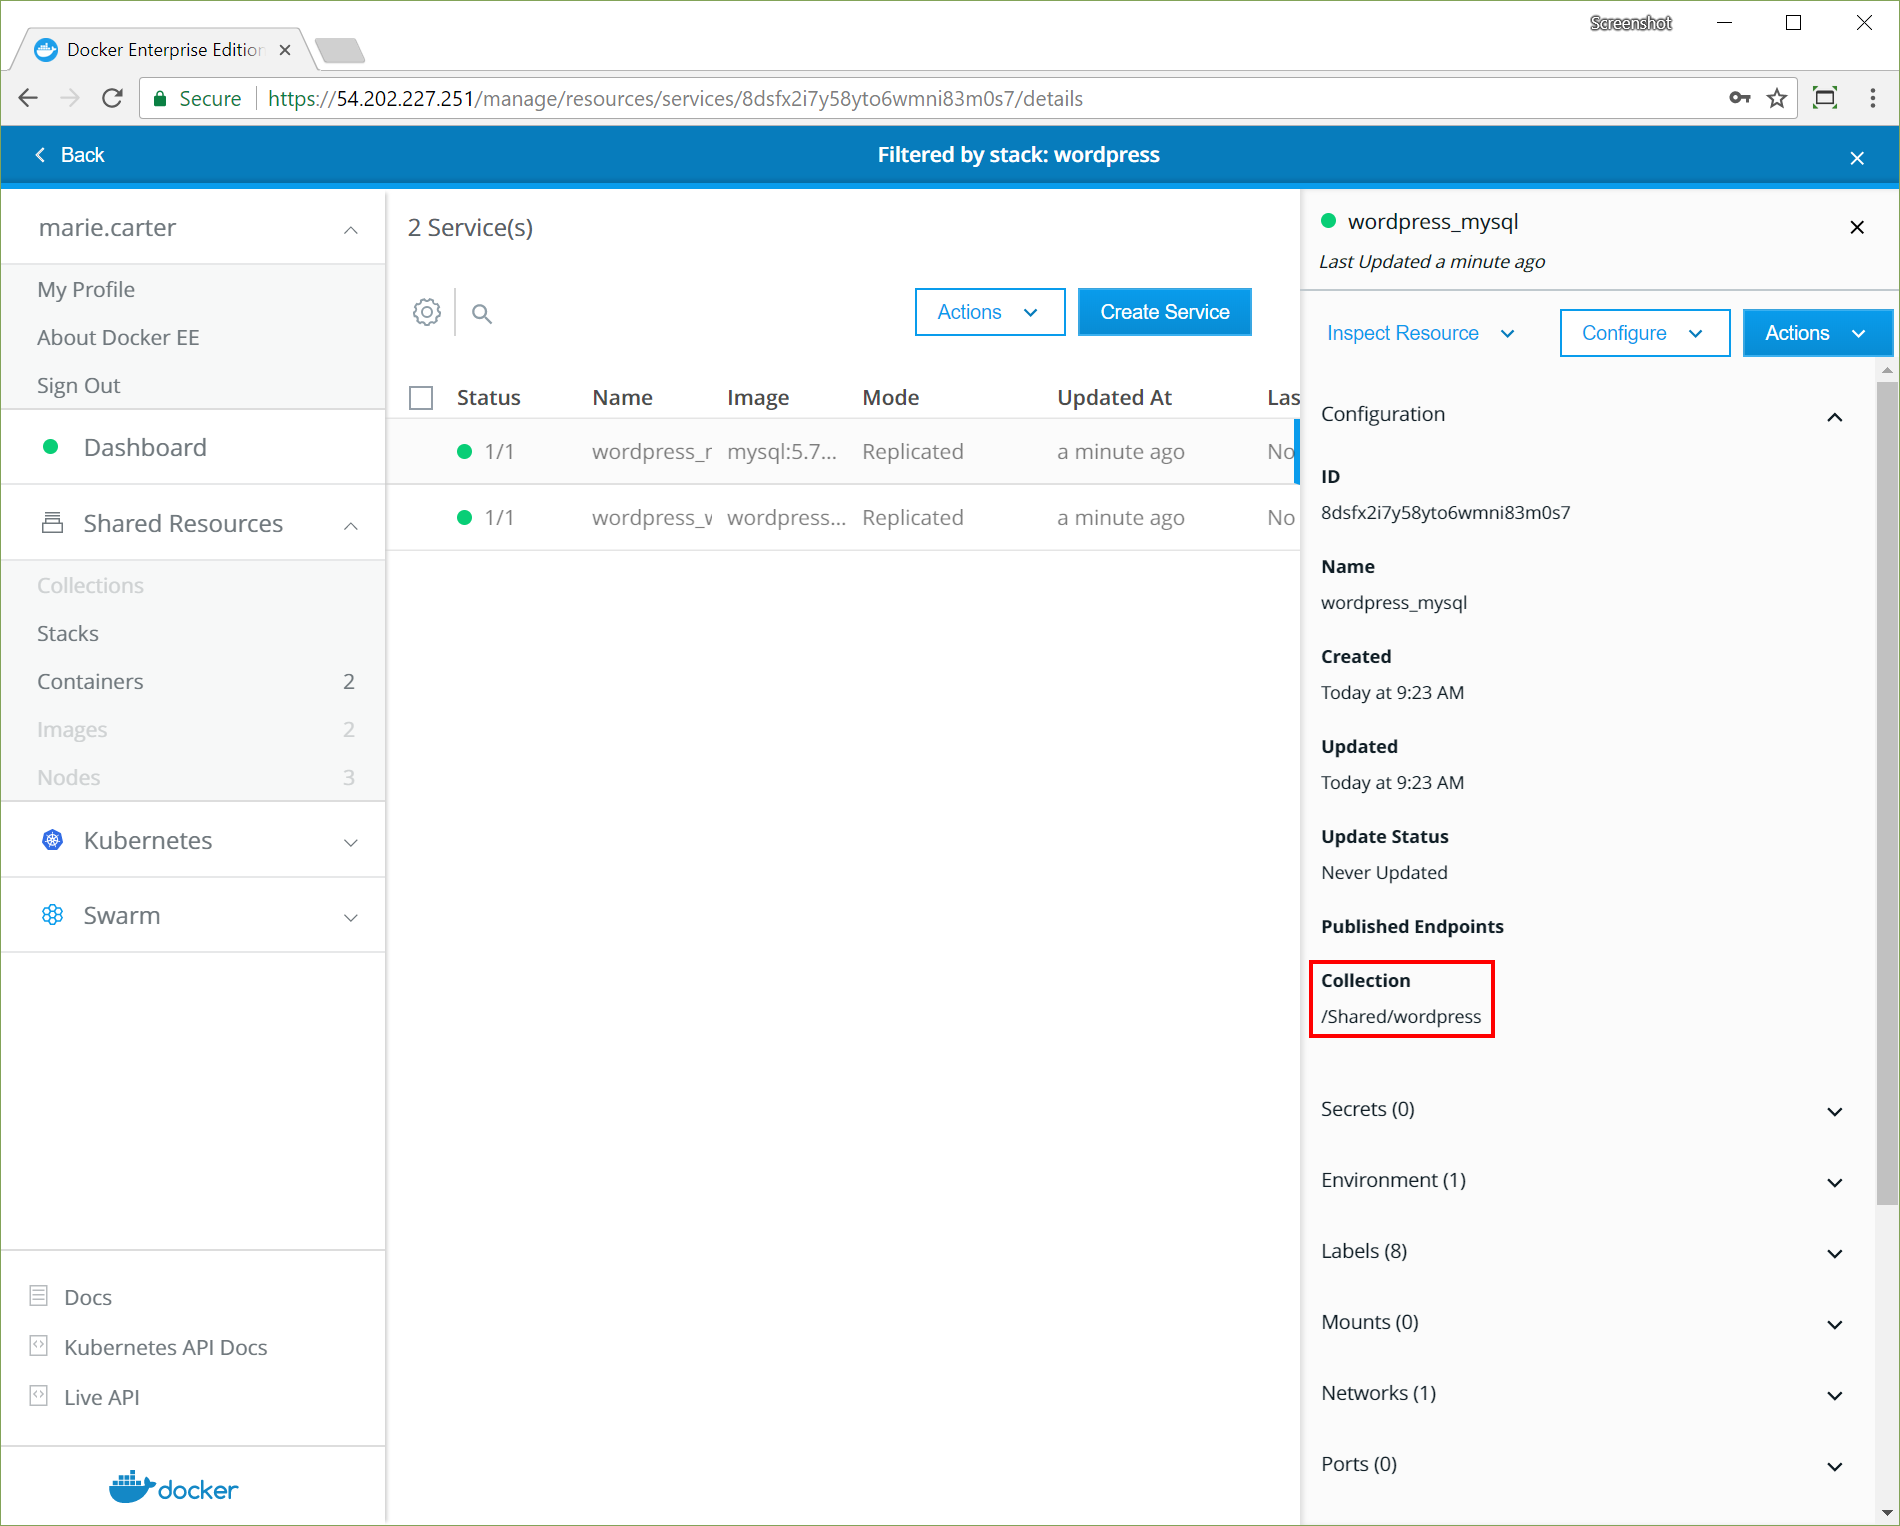 Screenshot
Docker Enterprise Edition
Secure https://54.202.227.251/manage/resources/services/8dsfx2i7y58yto6wmni83m0s7/details
Back
Filtered by stack: wordpress
marie.carter
My Profile
About Docker EE
Sign Out
Dashboard
Shared Resources
Collections
Stacks
Containers 2
Images 2
Nodes 3
Kubernetes
Swarm
Docs
Kubernetes API Docs
Live API
docker
2 Service(s)
Actions
Create Service
Status Name Image Mode Updated At Las
1/1 wordpress_r mysql:5.7... Replicated a minute ago No
1/1 wordpress_v wordpress... Replicated a minute ago No
wordpress_mysql
Last Updated a minute ago
Inspect Resource
Configure
Actions
Configuration
ID
8dsfx2i7y58yto6wmni83m0s7
Name
wordpress_mysql
Created
Today at 9:23 AM
Updated
Today at 9:23 AM
Update Status
Never Updated
Published Endpoints
Collection
/Shared/wordpress
Secrets (0)
Environment (1)
Labels (8)
Mounts (0)
Networks (1)
Ports (0)